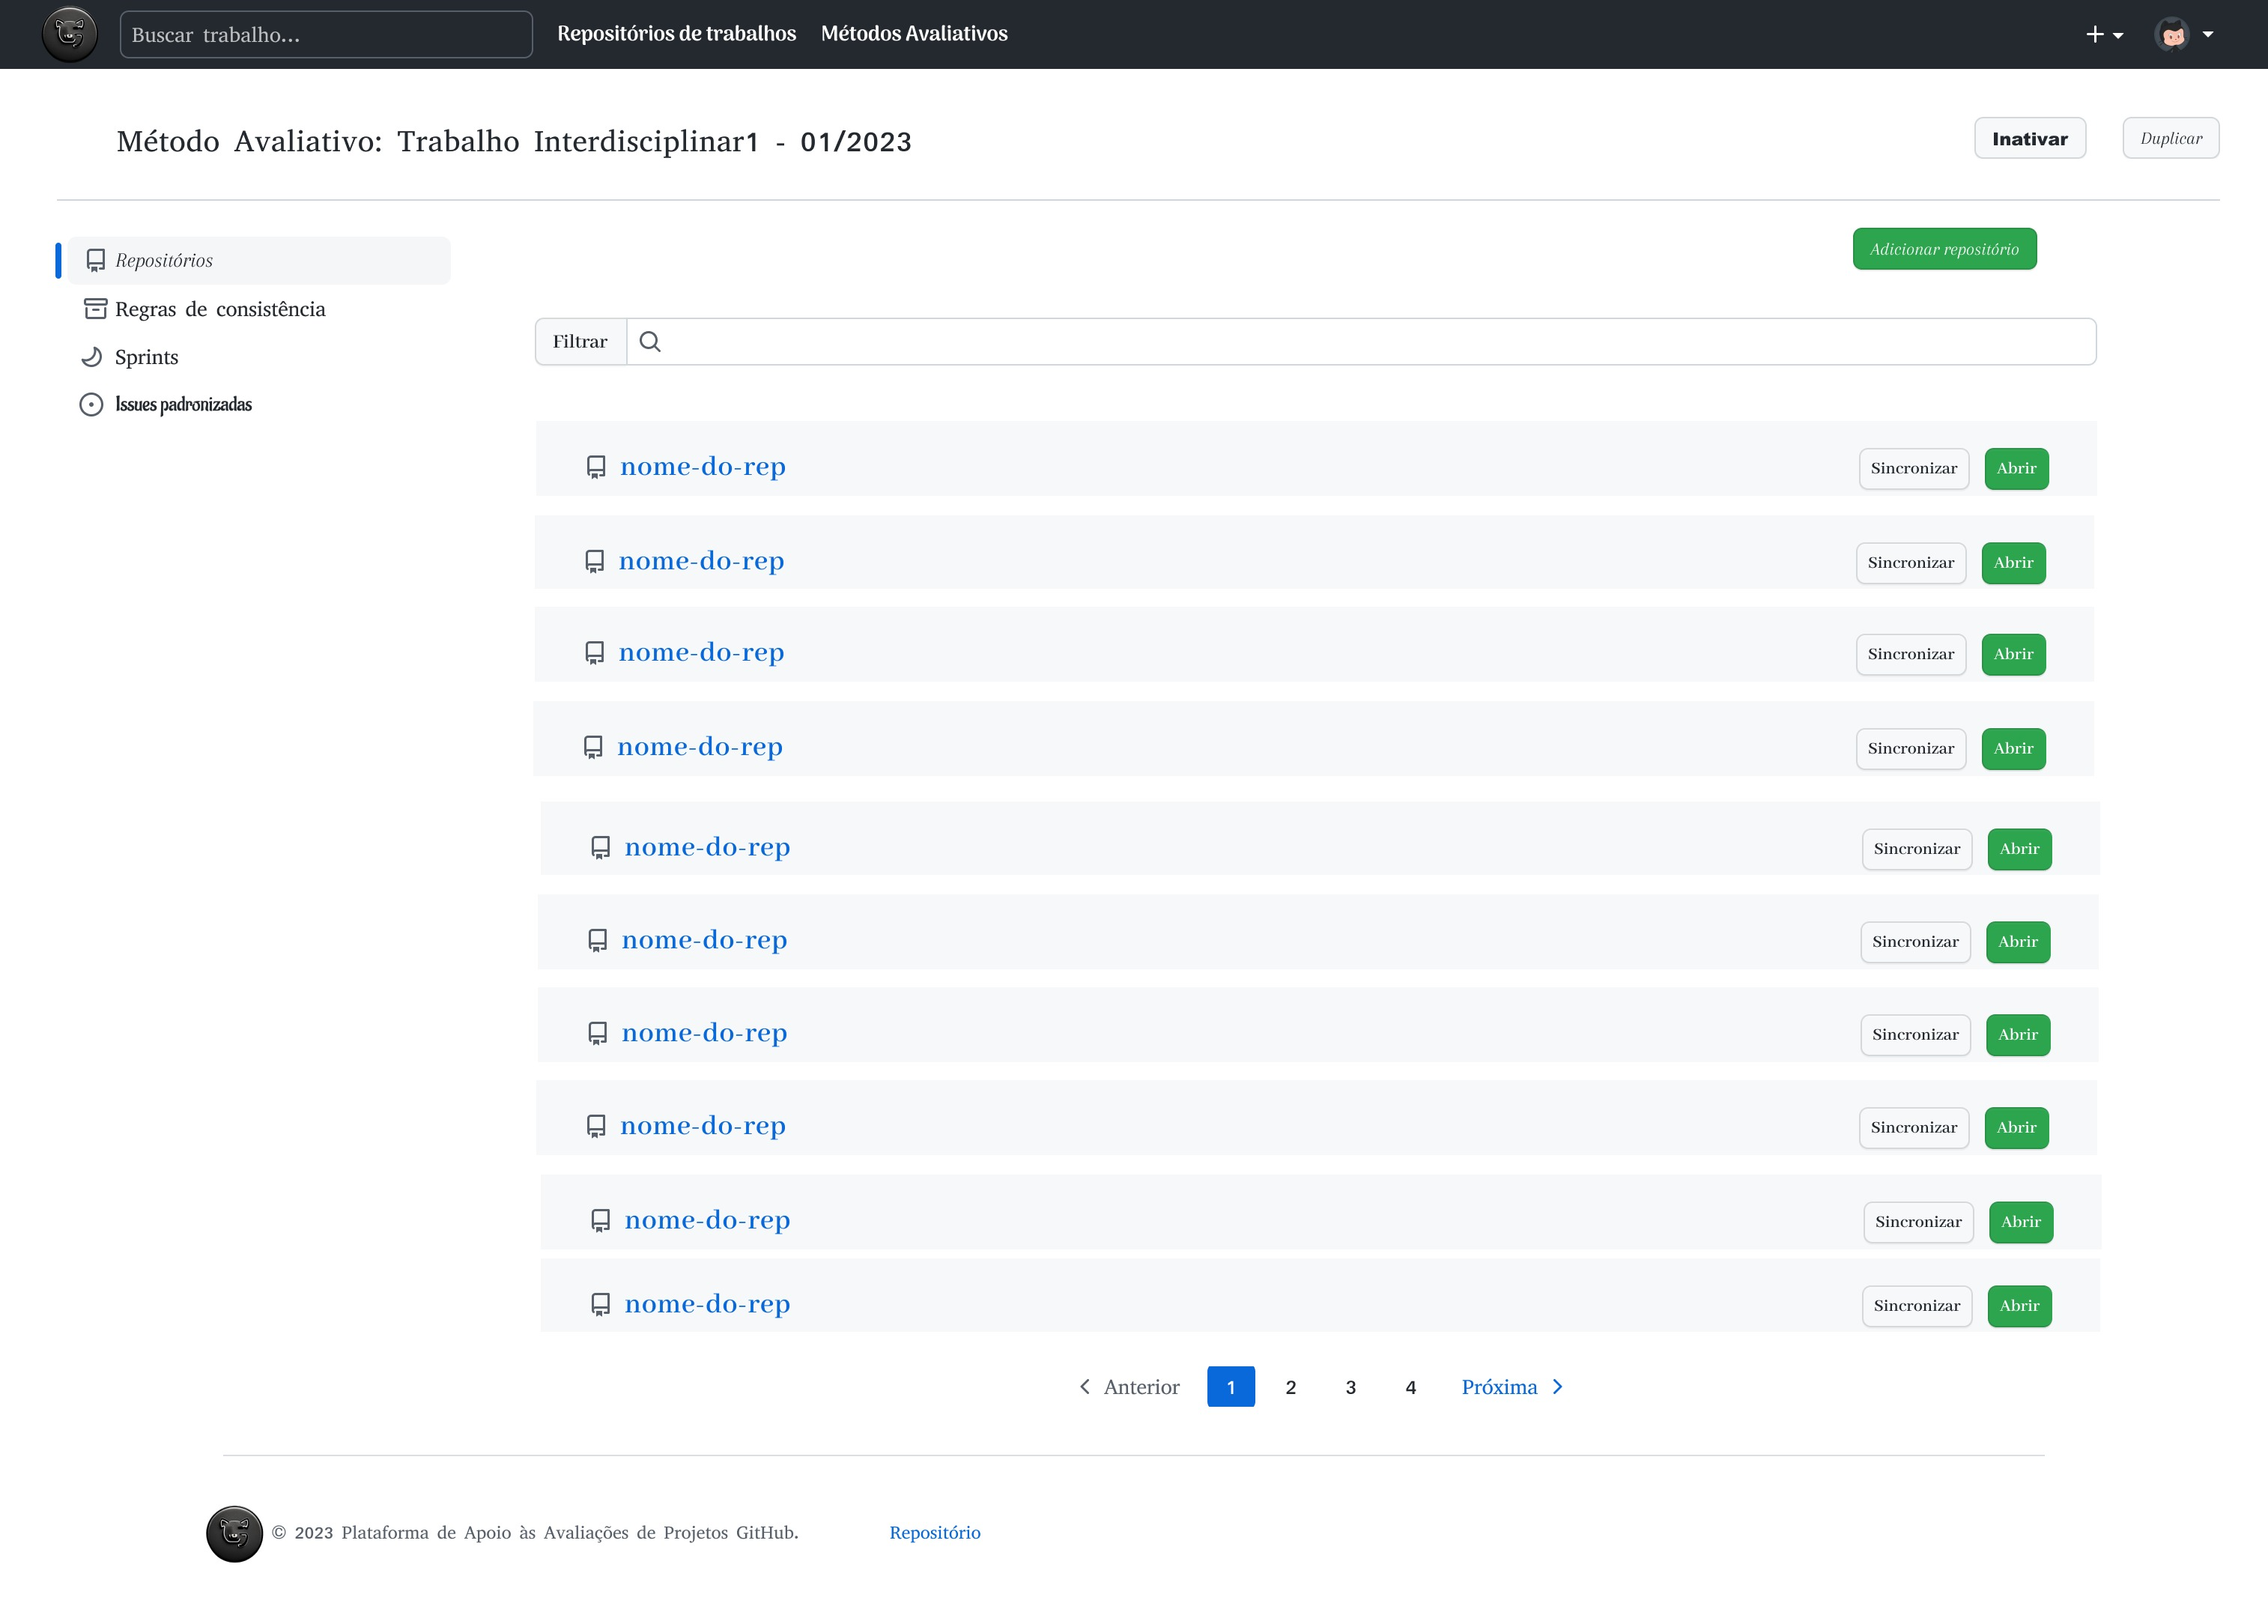 Buscar trabalho... Repositórios de trabalhos Métodos Avaliativos
Método Avaliativo: Trabalho Interdisciplinar1 - 01/2023 Inativar Duplicar
Repositórios
Regras de consistência
Sprints
Issues padronizadas
Adicionar repositório
Filtrar
nome-do-rep Sincronizar Abrir
nome-do-rep Sincronizar Abrir
nome-do-rep Sincronizar Abrir
nome-do-rep Sincronizar Abrir
nome-do-rep Sincronizar Abrir
nome-do-rep Sincronizar Abrir
nome-do-rep Sincronizar Abrir
nome-do-rep Sincronizar Abrir
nome-do-rep Sincronizar Abrir
nome-do-rep Sincronizar Abrir
Anterior 1 2 3 4 Próxima
© 2023 Plataforma de Apoio às Avaliações de Projetos GitHub. Repositório